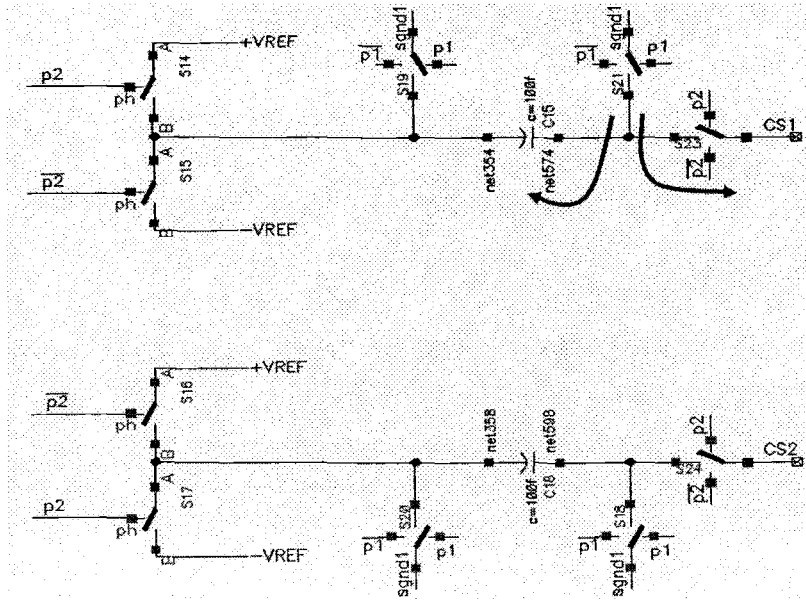 sgnd1
sgnd1
A
+VREF
p1
p1
p1
p1
p2
S14
S19
S21
ph
c=100f
C15
p2
B
CS1
A
S23
p2
S15
net354
net574
p2
ph
B
-VREF
A
+VREF
p2
S16
net358
net598
p2
ph
B
CS2
A
c=100f
C18
S24
p2
p2
S17
S20
S18
ph
p1
p1
p1
p1
B
-VREF
sgnd1
sgnd1